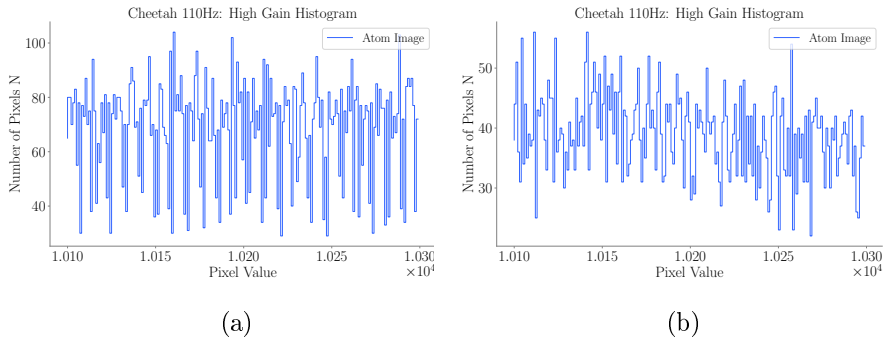 Cheetah 110Hz: High Gain Histogram
Atom Image
100
80
60
40
Number of Pixels N
1.010 1.015 1.020 1.025 1.030
×10⁴
Pixel Value
(a)
Cheetah 110Hz: High Gain Histogram
Atom Image
50
40
30
Number of Pixels N
1.010 1.015 1.020 1.025 1.030
×10⁴
Pixel Value
(b)